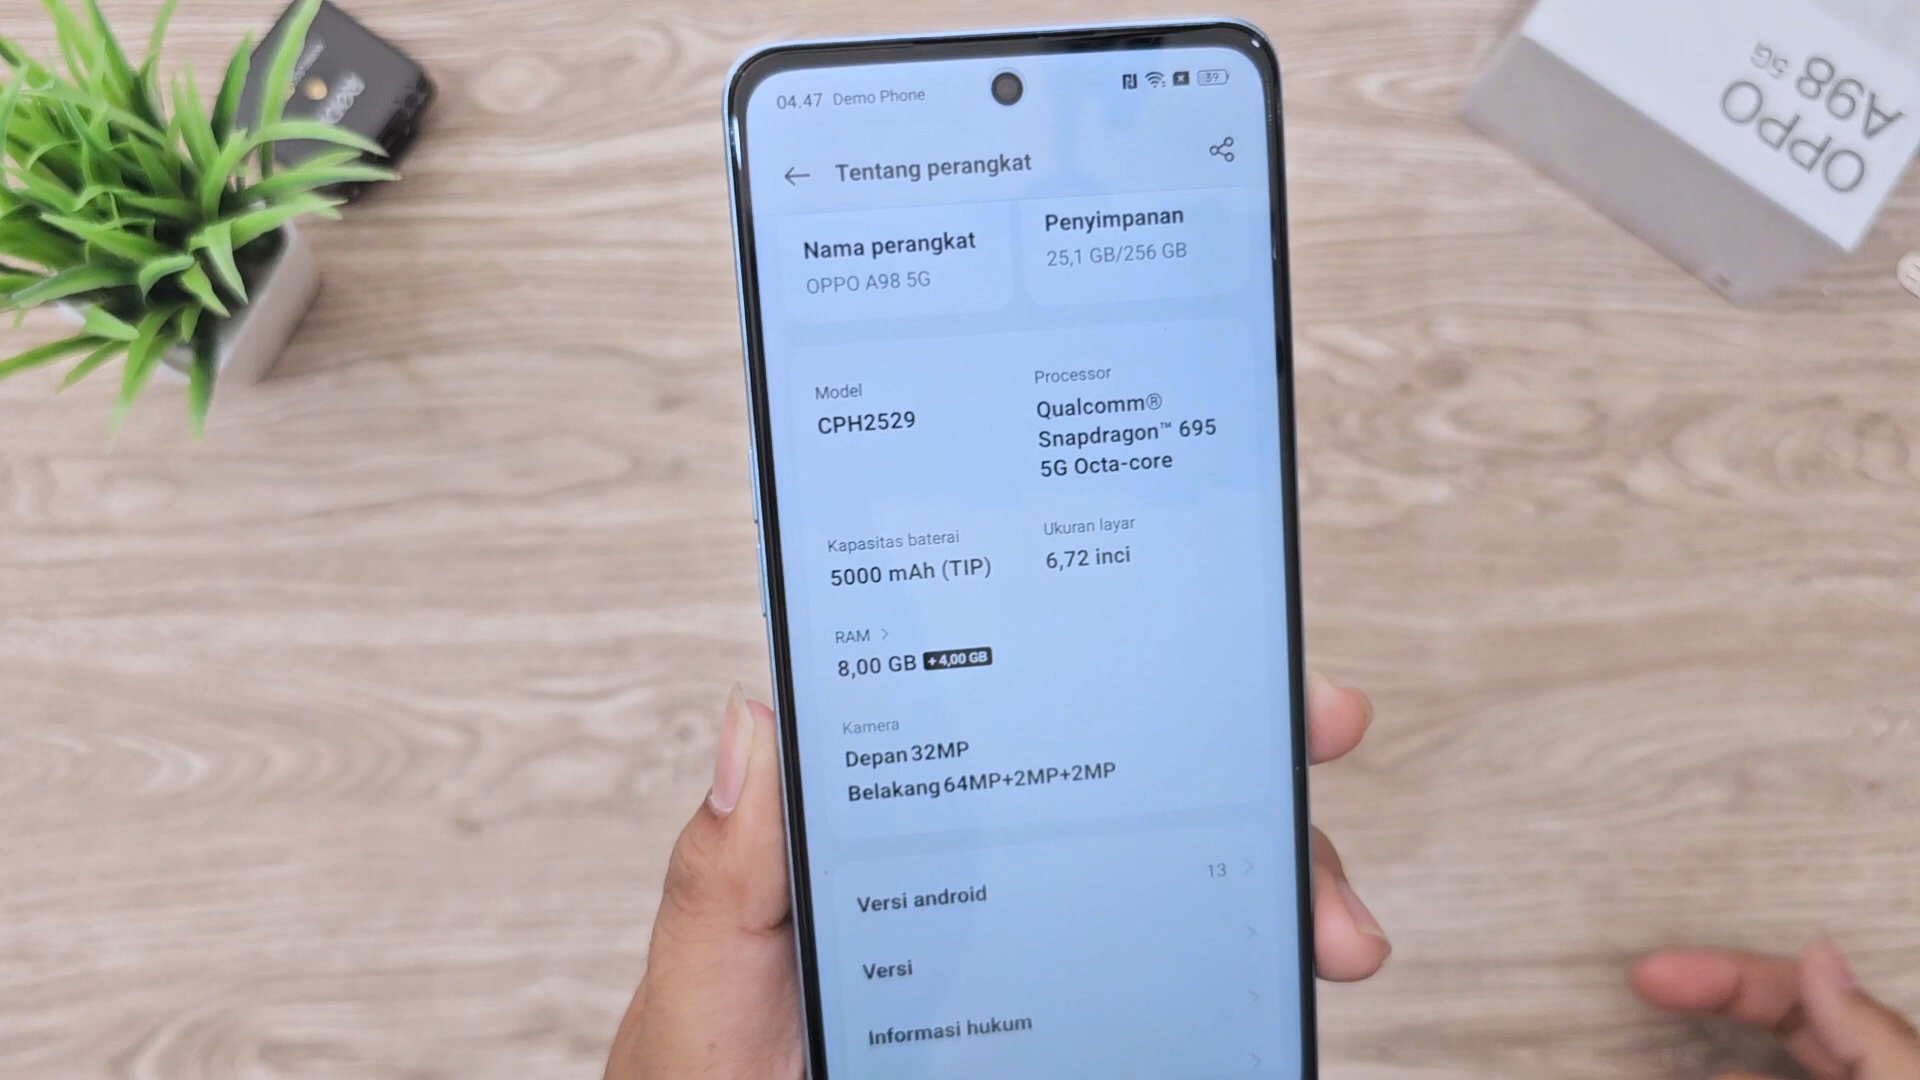 04.47 Demo Phone
39
Tentang perangkat
Nama perangkat
OPPO A98 5G
Penyimpanan
25,1 GB/256 GB
Model
CPH2529
Processor
Qualcomm®
Snapdragon™ 695
5G Octa-core
Kapasitas baterai
5000 mAh (TIP)
Ukuran layar
6,72 inci
RAM
8,00 GB +4,00 GB
Kamera
Depan 32MP
Belakang 64MP+2MP+2MP
Versi android
13
Versi
Informasi hukum
OPPO
A98 5G